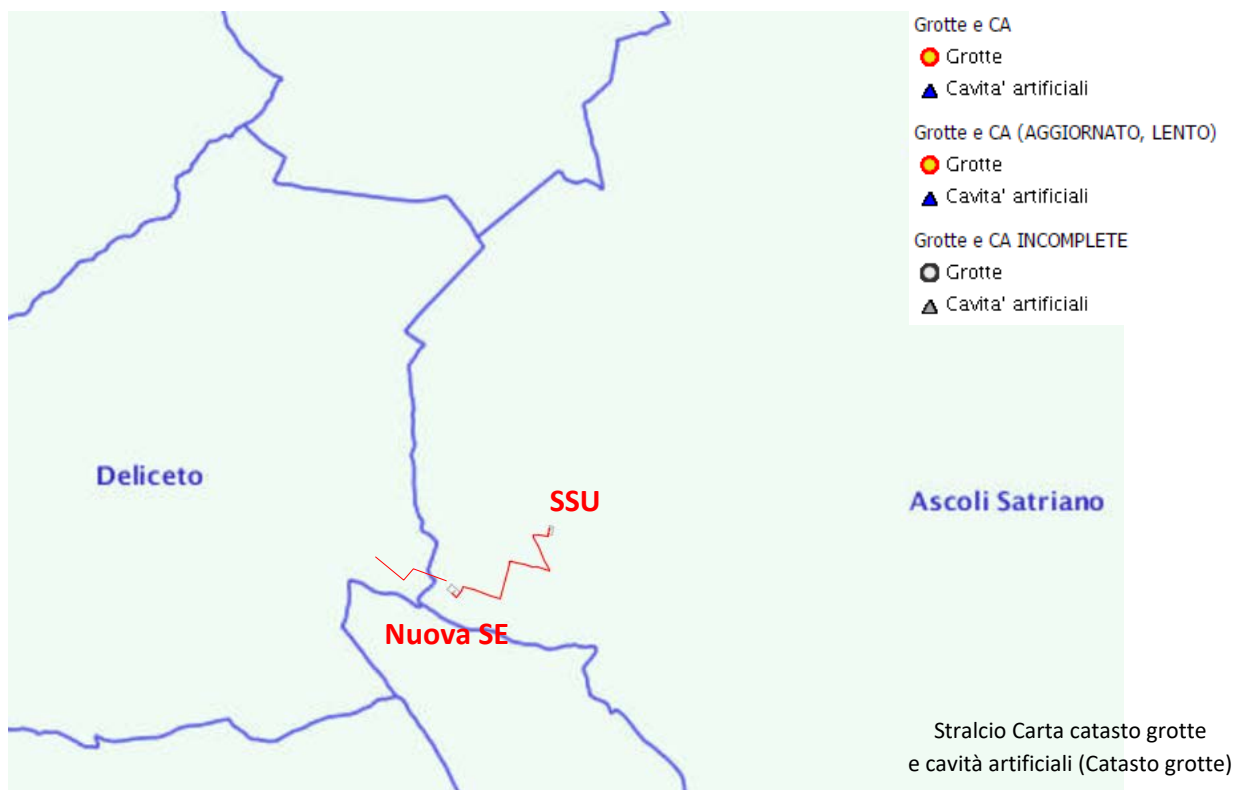 Grotte e CA
Grotte
Cavita' artificiali
Grotte e CA (AGGIORNATO, LENTO)
Grotte
Cavita' artificiali
Grotte e CA INCOMPLETE
Grotte
Cavita' artificiali
Deliceto
SSU
Ascoli Satriano
Nuova SE
Stralcio Carta catasto grotte
e cavità artificiali (Catasto grotte)